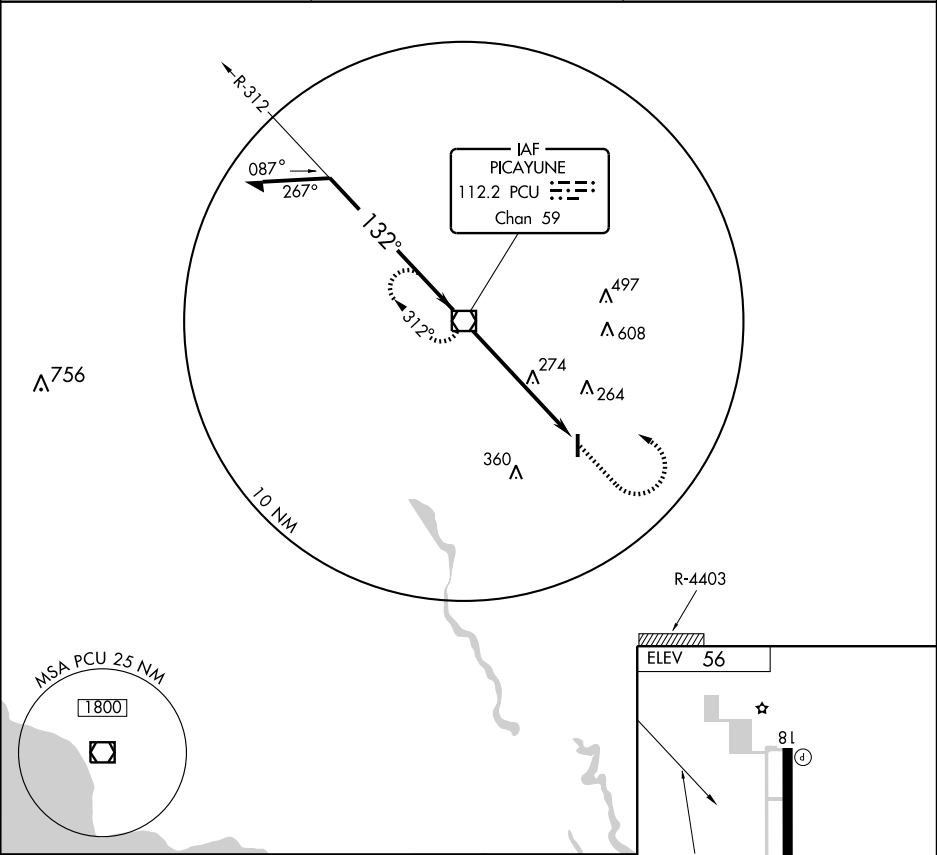 R-312
087°
267°
132°
312°
IAF
PICAYUNE
112.2 PCU
Chan 59
497
608
274
264
756
360
10 NM
R-4403
MSA PCU 25 NM
1800
ELEV 56
18
P